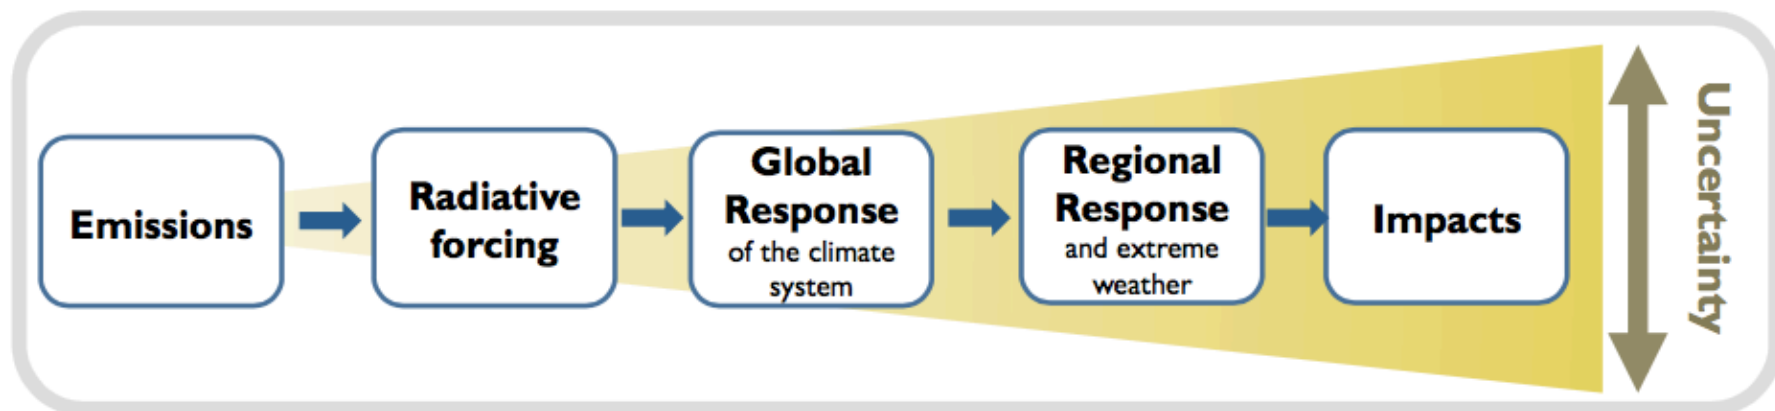 Emissions
Radiative
forcing
Global
Response
of the climate
system
Regional
Response
and extreme
weather
Impacts
Uncertainty